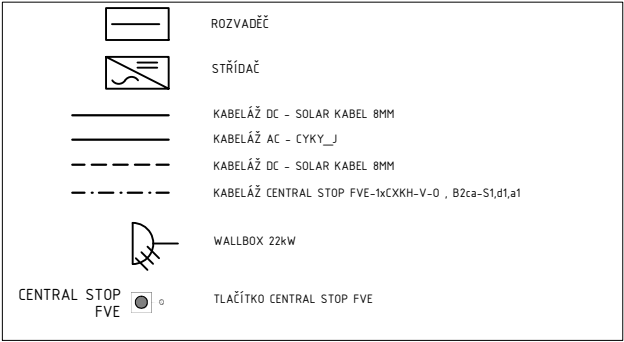 ROZVADĚČ
STŘÍDAČ
KABELÁŽ DC - SOLAR KABEL 8MM
KABELÁŽ AC - CYKY_J
KABELÁŽ DC - SOLAR KABEL 8MM
KABELÁŽ CENTRAL STOP FVE-1xCXKH-V-O , B2ca-S1,d1,a1
WALLBOX 22kW
CENTRAL STOP
FVE
TLAČÍTKO CENTRAL STOP FVE